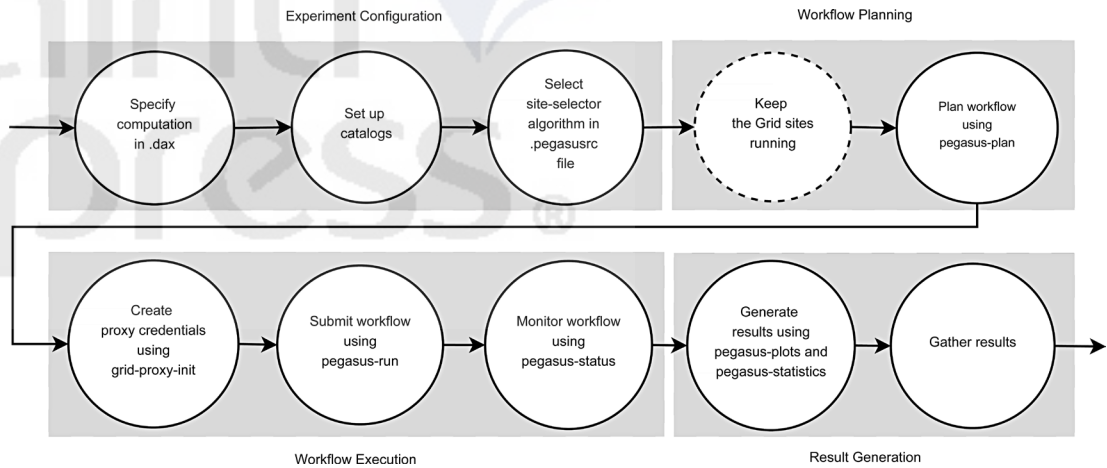 Experiment Configuration
Workflow Planning
Specify
computation
in .dax
Set up
catalogs
Select
site-selector
algorithm in
.pegasusrc
file
Keep
the Grid sites
running
Plan workflow
using
pegasus-plan
Create
proxy credentials
using
grid-proxy-init
Submit workflow
using
pegasus-run
Monitor workflow
using
pegasus-status
Generate
results using
pegasus-plots and
pegasus-statistics
Gather results
Workflow Execution
Result Generation
press®